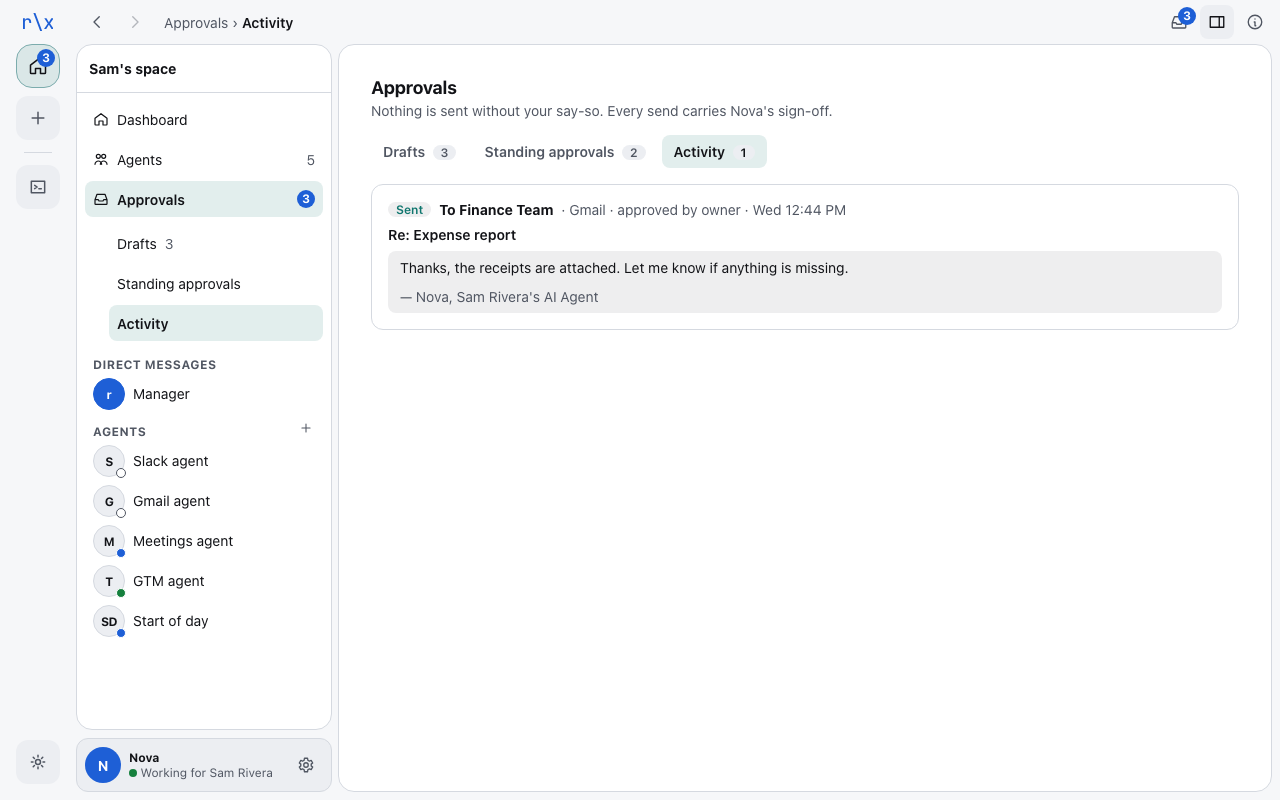 r\x
Approvals › Activity
3
3
Sam's space
Dashboard
Agents 5
Approvals 3
Drafts 3
Standing approvals
Activity
DIRECT MESSAGES
r Manager
AGENTS
S Slack agent
G Gmail agent
M Meetings agent
T GTM agent
SD Start of day
N Nova
Working for Sam Rivera
Approvals
Nothing is sent without your say-so. Every send carries Nova's sign-off.
Drafts 3 Standing approvals 2 Activity 1
Sent To Finance Team · Gmail · approved by owner · Wed 12:44 PM
Re: Expense report
Thanks, the receipts are attached. Let me know if anything is missing.
— Nova, Sam Rivera's AI Agent